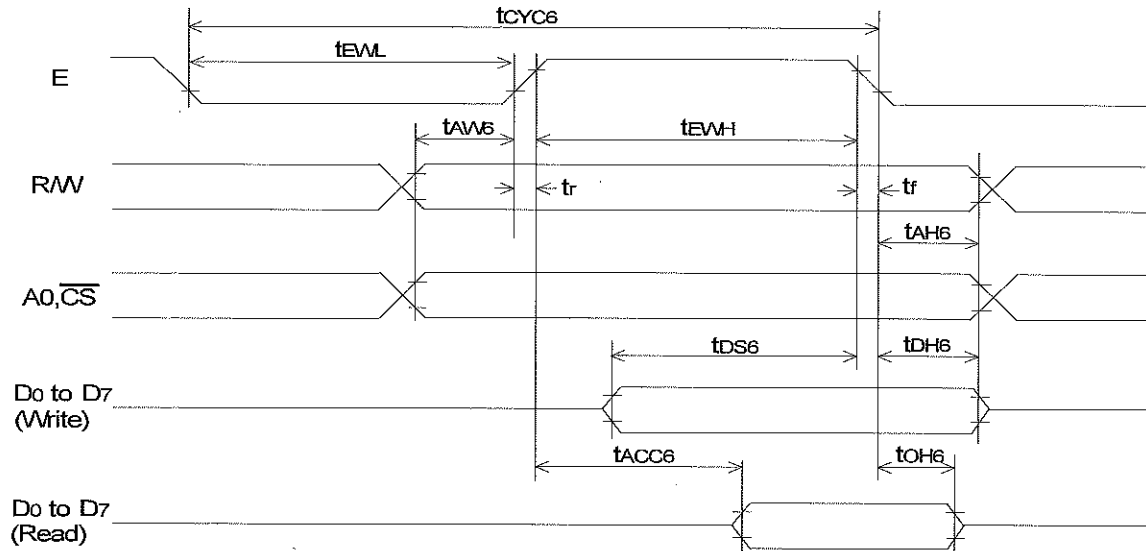 tCYC6
tEWL
E
tAW6
tEWH
R/W
tr
tf
tAH6
A0,C̅S̅
tDS6
tDH6
D0 to D7
(Write)
tACC6
tOH6
D0 to D7
(Read)